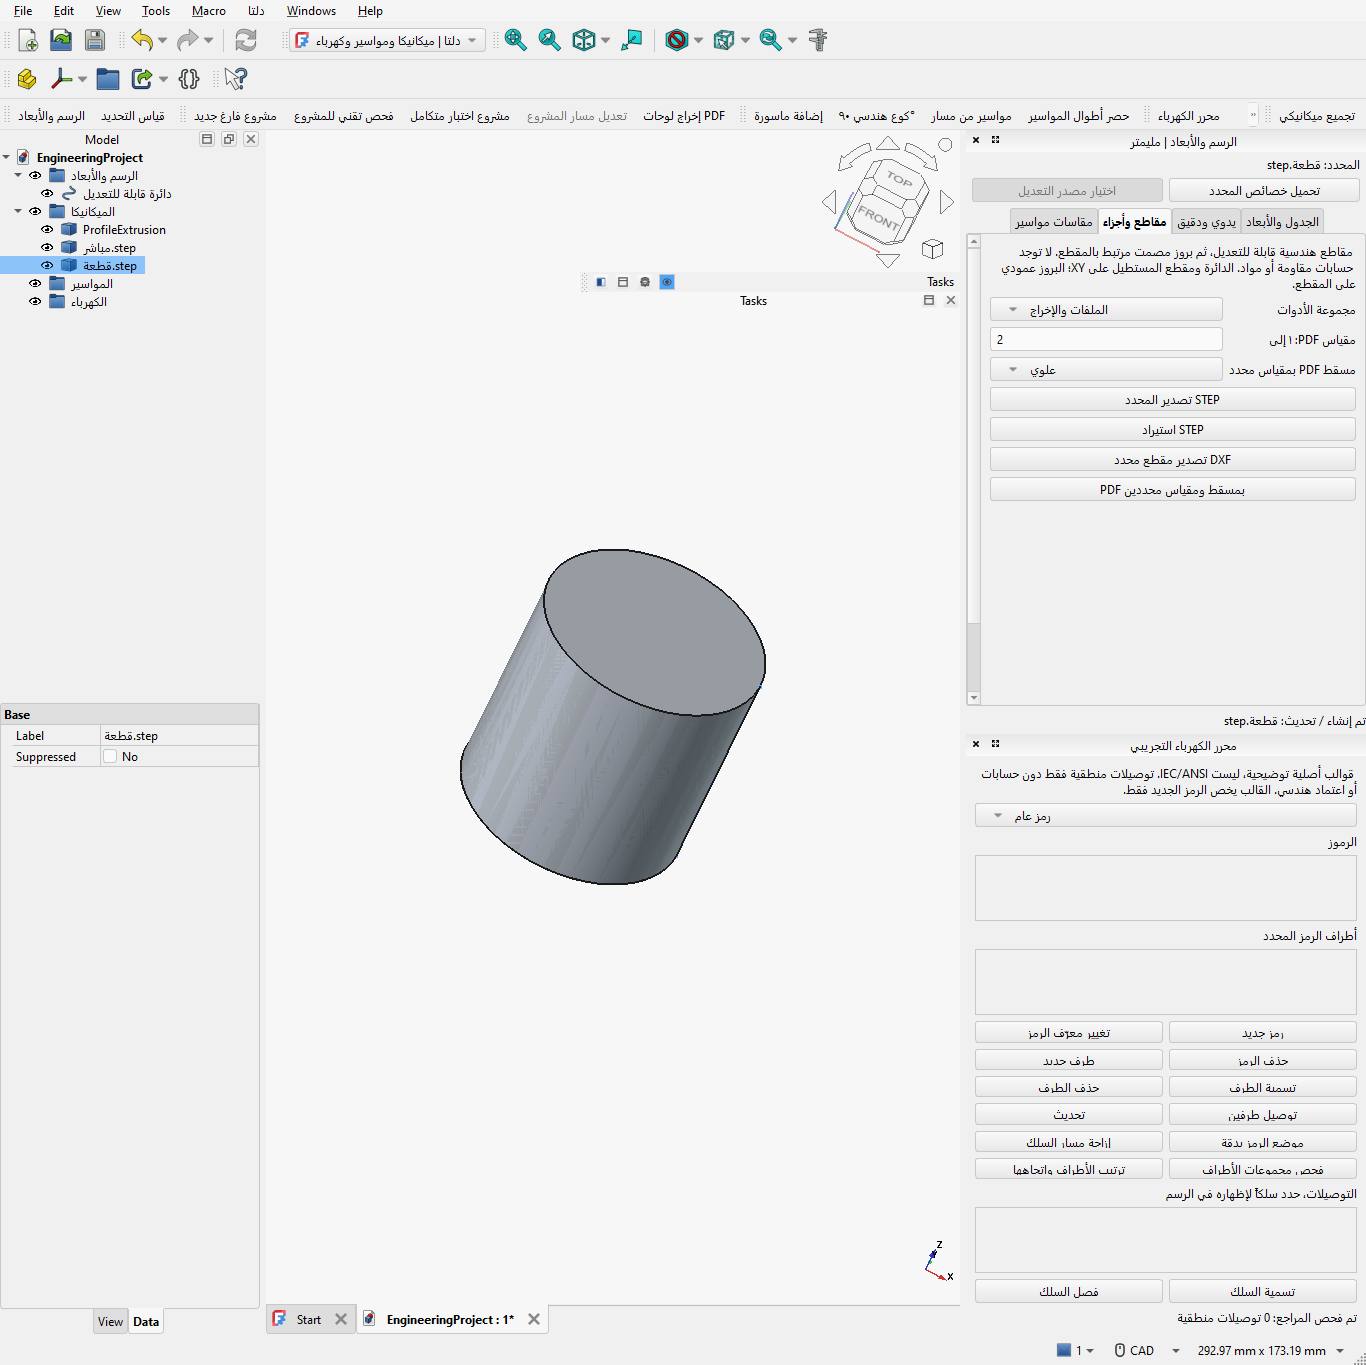 File Edit View Tools Macro دلتا Windows Help
دلتا | ميكانيكا ومواسير وكهرباء
الرسم والأبعاد
قياس التحديد
مشروع فارغ جديد
فحص تقني للمشروع
مشروع اختبار متكامل
تعديل مسار المشروع
إخراج لوحات PDF
إضافة ماسورة
كوع هندسي ٩٠°
مواسير من مسار
حصر أطوال المواسير
محرر الكهرباء
تجميع ميكانيكي
Model
EngineeringProject
الرسم والأبعاد
دائرة قابلة للتعديل
الميكانيكا
ProfileExtrusion
مباشر.step
قطعة.step
المواسير
الكهرباء
Base
Label قطعة.step
Suppressed No
View Data
TOP
FRONT
Tasks
Tasks
Z
X
Start
EngineeringProject : 1*
الرسم والأبعاد | مليمتر
المحدد: قطعة.step
تحميل خصائص المحدد
اختيار مصدر التعديل
الجدول والأبعاد
يدوي ودقيق
مقاطع وأجزاء
مقاسات مواسير
مقاطع هندسية قابلة للتعديل، ثم بروز مصمت مرتبط بالمقطع. لا توجد
حسابات مقاومة أو مواد. الدائرة ومقطع المستطيل على XY؛ البروز عمودي
على المقطع.
مجموعة الأدوات
الملفات والإخراج
مقياس PDF:١ إلى
2
مسقط PDF بمقياس محدد
علوي
تصدير المحدد STEP
استيراد STEP
تصدير مقطع محدد DXF
PDF بمسقط ومقياس محددين
تم إنشاء / تحديث: قطعة.step
محرر الكهرباء التجريبي
قوالب أصلية توضيحية، ليست IEC/ANSI. توصيلات منطقية فقط دون حسابات
أو اعتماد هندسي. القالب يخص الرمز الجديد فقط.
رمز عام
الرموز
أطراف الرمز المحدد
رمز جديد
تغيير معرّف الرمز
حذف الرمز
طرف جديد
تسمية الطرف
حذف الطرف
توصيل طرفين
تحديث
موضع الرمز بدقة
إزاحة مسار السلك
فحص مجموعات الأطراف
ترتيب الأطراف واتجاهها
التوصيلات، حدد سلكاً لإظهاره في الرسم
تسمية السلك
فصل السلك
تم فحص المراجع: 0 توصيلات منطقية
1
CAD
292.97 mm x 173.19 mm